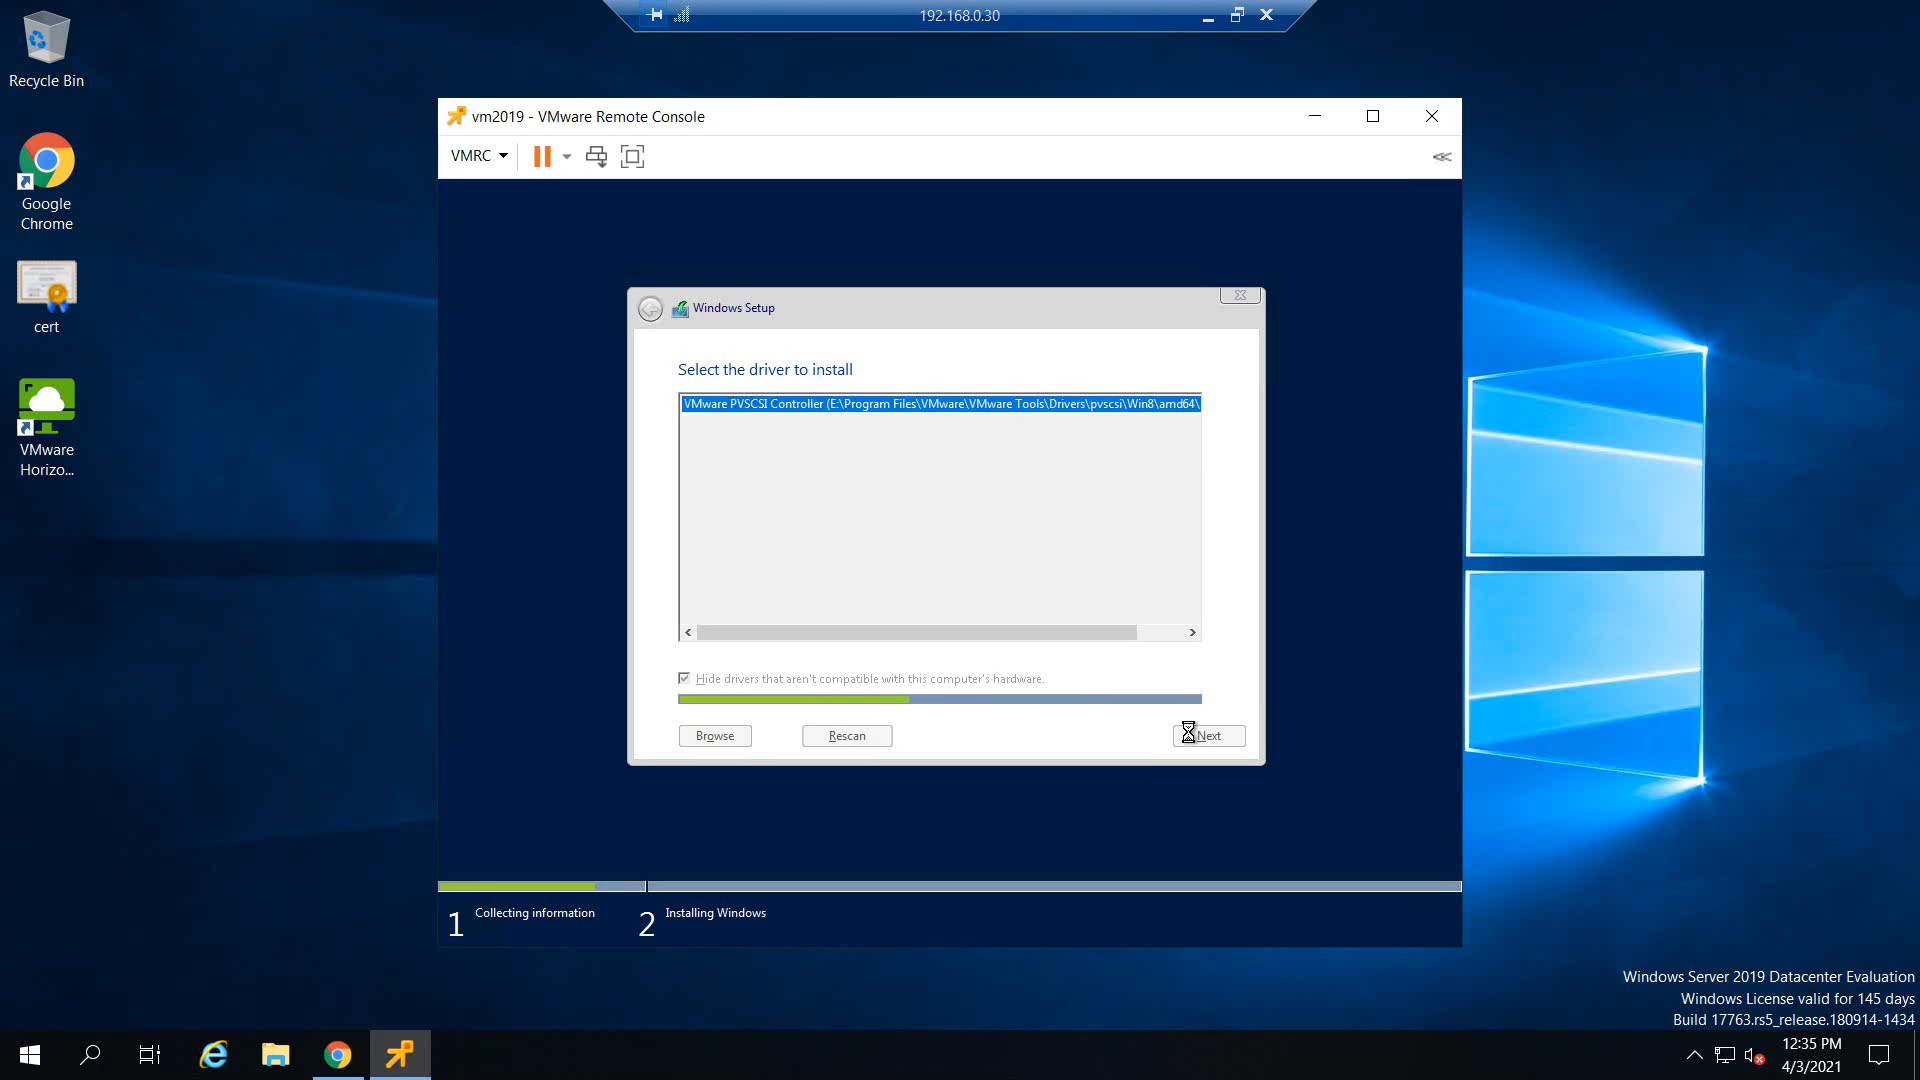 192.168.0.30
Recycle Bin
Google
Chrome
cert
VMware
Horizo...
vm2019 - VMware Remote Console
VMRC
Windows Setup
Select the driver to install
VMware PVSCSI Controller (E:\Program Files\VMware\VMware Tools\Drivers\pvscsi\Win8\amd64\
Hide drivers that aren't compatible with this computer's hardware.
Browse
Rescan
Next
1 Collecting information
2 Installing Windows
Windows Server 2019 Datacenter Evaluation
Windows License valid for 145 days
Build 17763.rs5_release.180914-1434
12:35 PM
4/3/2021